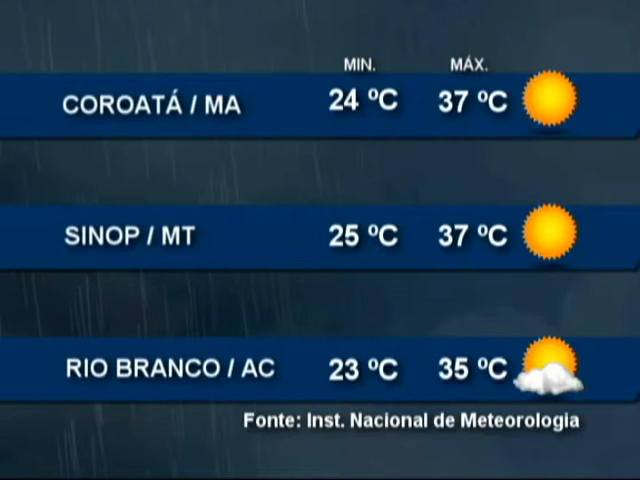 MIN. MÁX.
COROATÁ / MA 24 ºC 37 ºC
SINOP / MT 25 ºC 37 ºC
RIO BRANCO / AC 23 ºC 35 ºC
Fonte: Inst. Nacional de Meteorologia